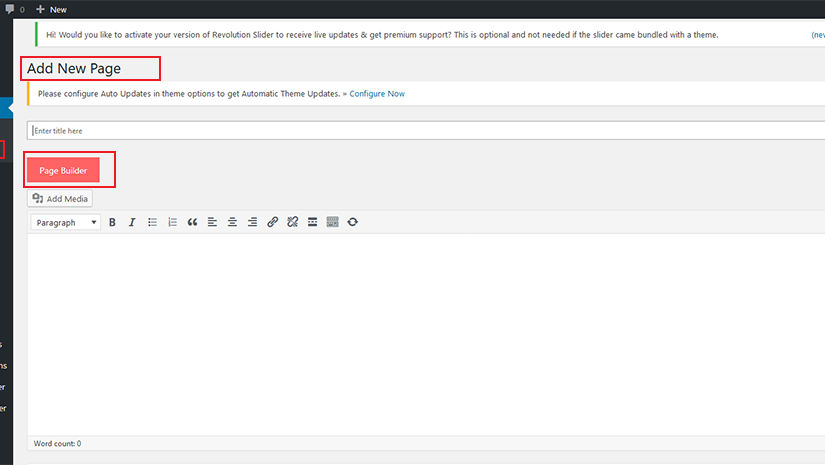 0 New
Hi! Would you like to activate your version of Revolution Slider to receive live updates & get premium support? This is optional and not needed if the slider came bundled with a theme. (nev
Add New Page
Please configure Auto Updates in theme options to get Automatic Theme Updates. » Configure Now
Enter title here
Page Builder
Add Media
Paragraph B I
s
ns
er
er
Word count: 0